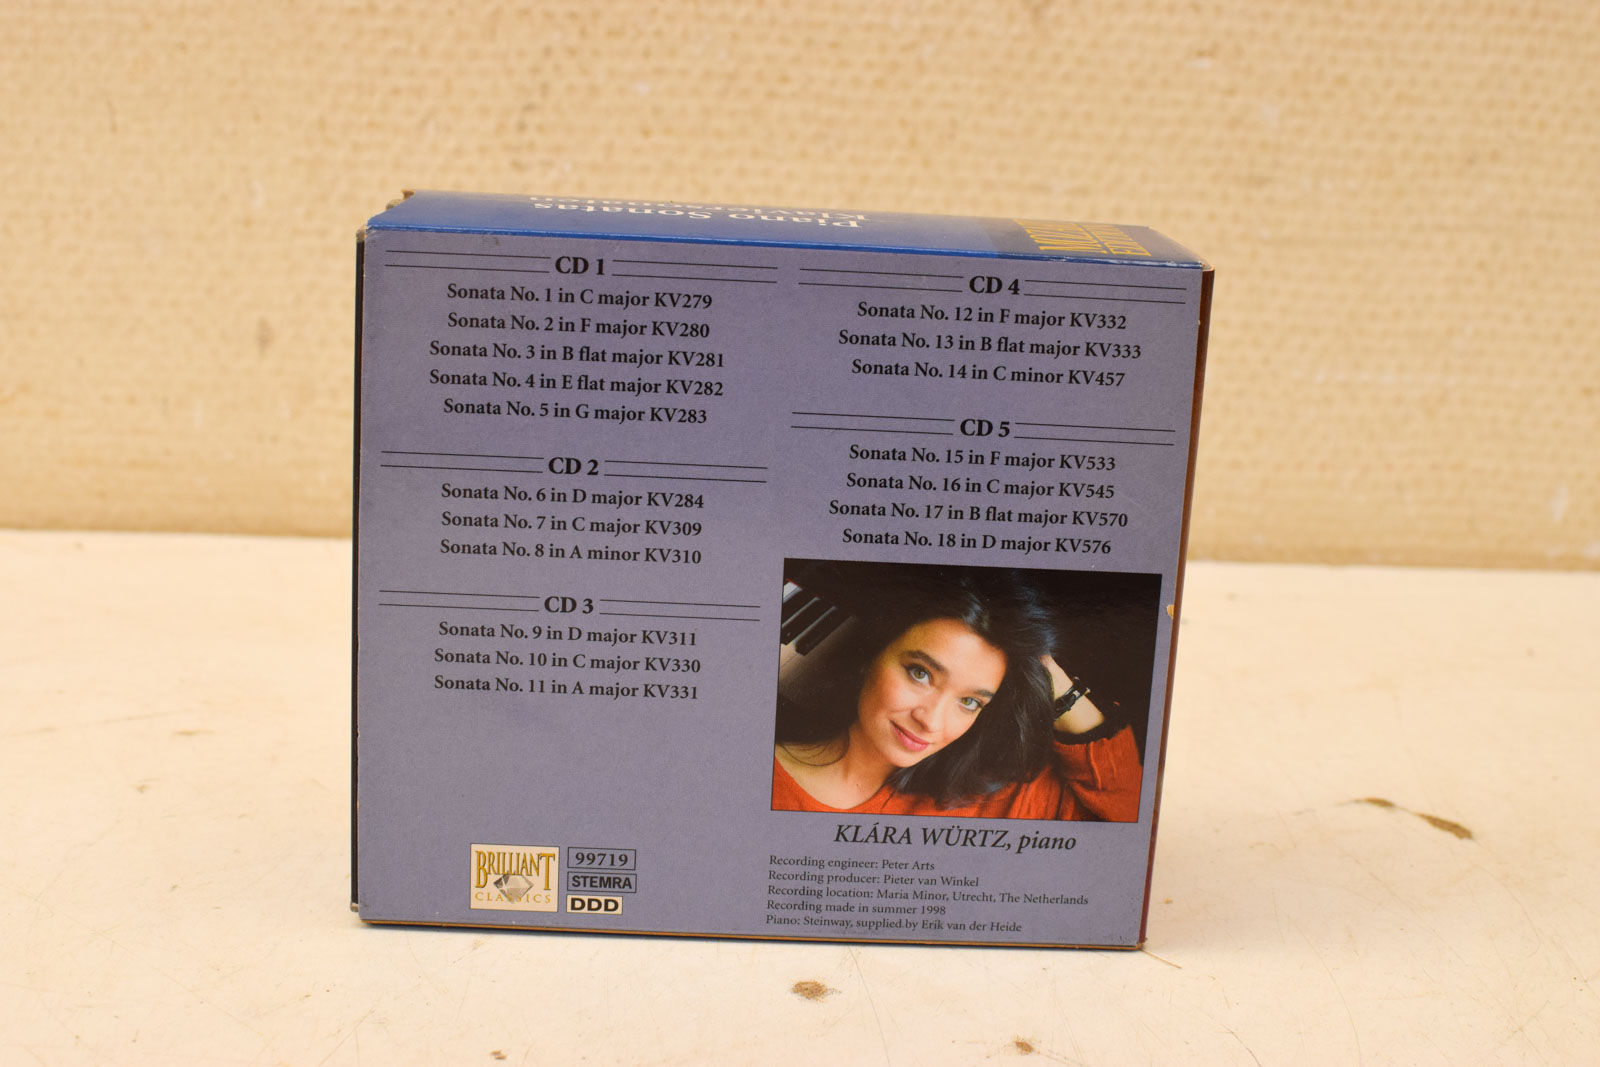 Piano Sonatas
Klaviersonaten
MOZART
EDITION
CD 1
Sonata No. 1 in C major KV279
Sonata No. 2 in F major KV280
Sonata No. 3 in B flat major KV281
Sonata No. 4 in E flat major KV282
Sonata No. 5 in G major KV283
CD 2
Sonata No. 6 in D major KV284
Sonata No. 7 in C major KV309
Sonata No. 8 in A minor KV310
CD 3
Sonata No. 9 in D major KV311
Sonata No. 10 in C major KV330
Sonata No. 11 in A major KV331
BRILLIANT
CLASSICS
99719
STEMRA
DDD
CD 4
Sonata No. 12 in F major KV332
Sonata No. 13 in B flat major KV333
Sonata No. 14 in C minor KV457
CD 5
Sonata No. 15 in F major KV533
Sonata No. 16 in C major KV545
Sonata No. 17 in B flat major KV570
Sonata No. 18 in D major KV576
KLÁRA WÜRTZ, piano
Recording engineer: Peter Arts
Recording producer: Pieter van Winkel
Recording location: Maria Minor, Utrecht, The Netherlands
Recording made in summer 1998
Piano: Steinway, supplied by Erik van der Heide